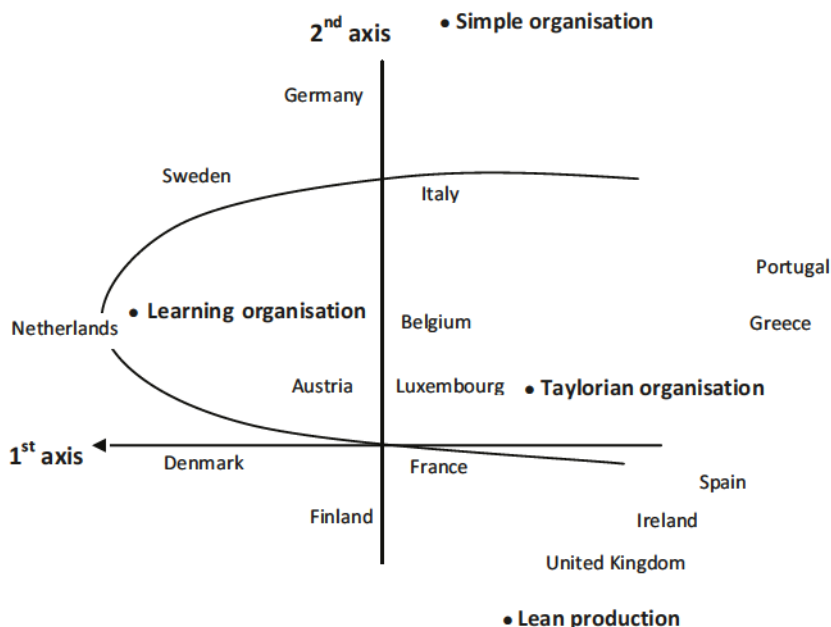 • Simple organisation
2nd axis
Germany
Sweden
Italy
Portugal
• Learning organisation
Belgium
Greece
Netherlands
Austria
Luxembourg
• Taylorian organisation
1st axis
Denmark
France
Spain
Finland
Ireland
United Kingdom
• Lean production